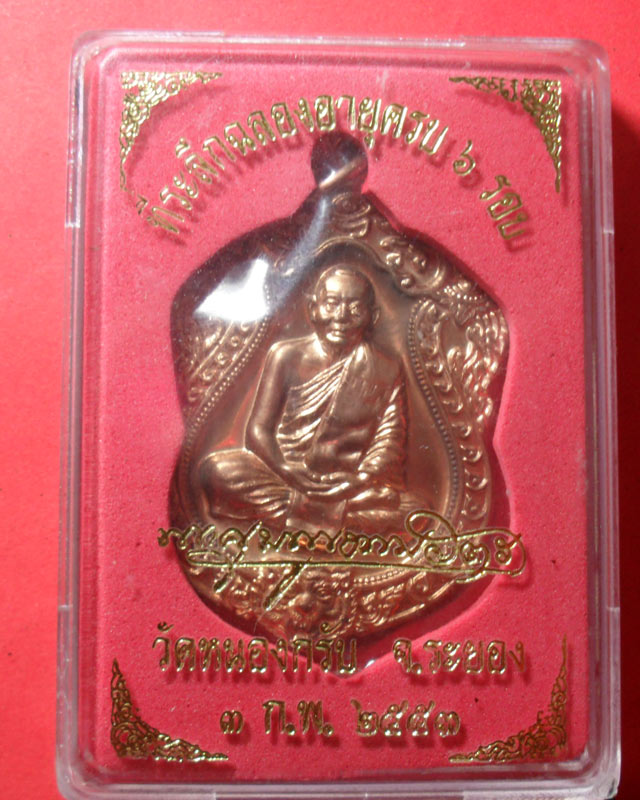 ที่ระลึกฉลองอายุครบ ๖ รอบ
วัดหนองกรับ จ.ระยอง
๓ ก.พ. ๒๕๕๓